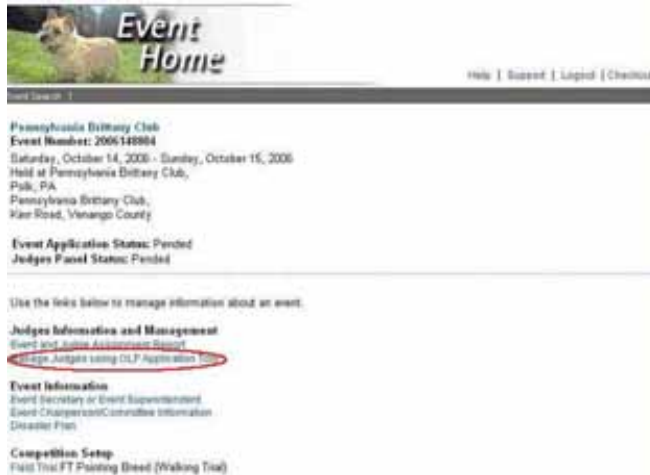 Event
Home
Help | Support | Logout | Checkout
Event Search |
Pennsylvania Brittany Club
Event Number: 2006148804
Saturday, October 14, 2006 - Sunday, October 15, 2006
Held at Pennsylvania Brittany Club,
Polk, PA
Pennsylvania Brittany Club,
Kerr Road, Venango County
Event Application Status: Pended
Judges Panel Status: Pended
Use the links below to manage information about an event.
Judges Information and Management
Event and Judge Assignment Report
Manage Judges using OLP Application Tool
Event Information
Event Secretary or Event Superintendent
Event Chairperson/Committee Information
Disaster Plan
Competition Setup
Field Trial FT Pointing Breed (Walking Trial)